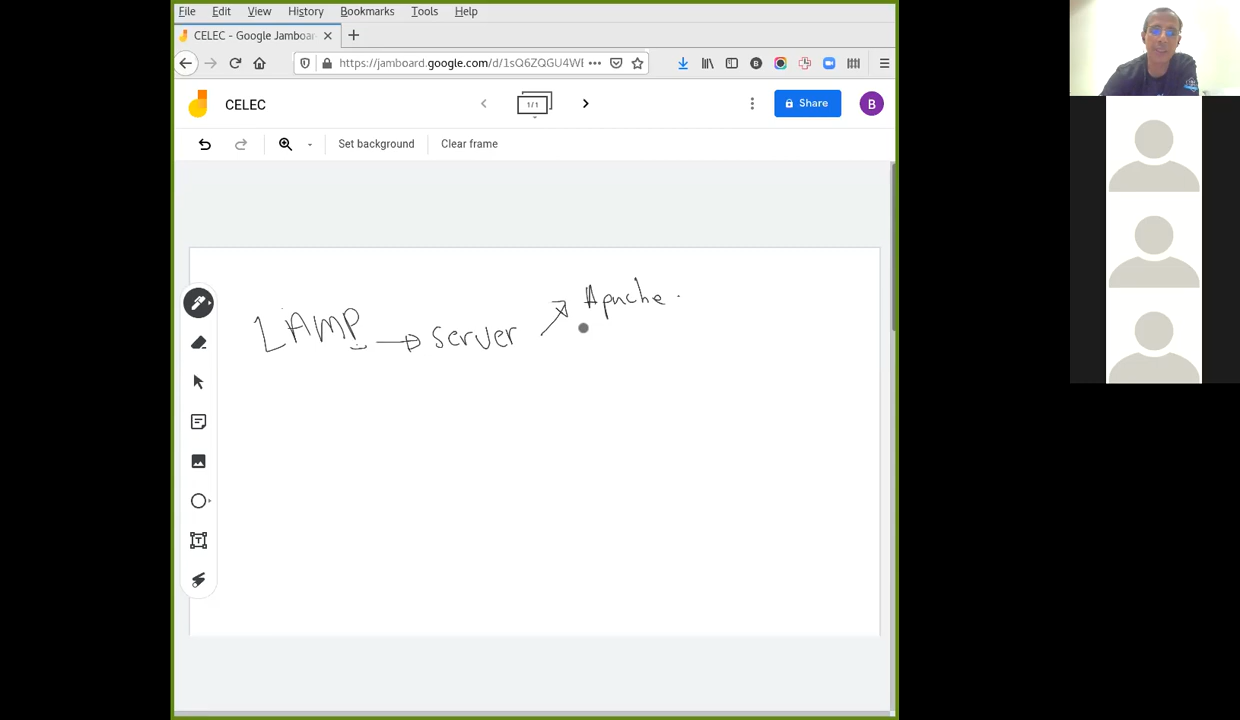 File Edit View History Bookmarks Tools Help
CELEC - Google Jamboar
https://jamboard.google.com/d/1sQ6ZQGU4WE
CELEC
1/1
Share
B
Set background
Clear frame
LAMP → server ↗ Apache.